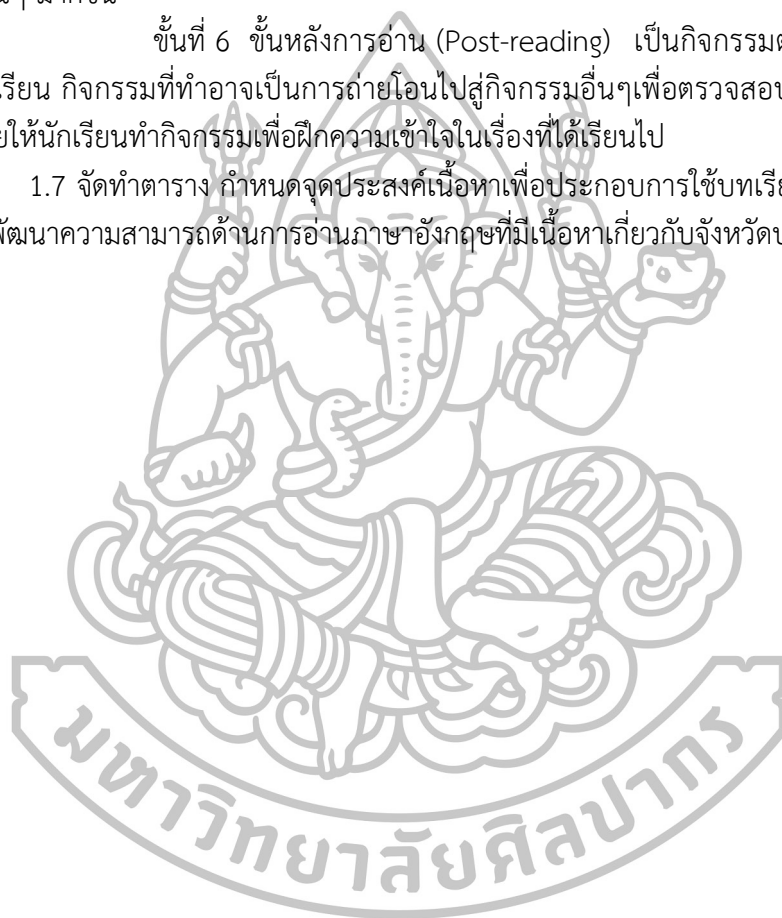 ขั้นที่ 6 ขั้นหลังการอ่าน (Post-reading) เป็นกิจกรรม
เรียน กิจกรรมที่ทำอาจเป็นการถ่ายโอนไปสู่กิจกรรมอื่นๆเพื่อตรวจสอบ
ให้นักเรียนทำกิจกรรมเพื่อฝึกความเข้าใจในเรื่องที่ได้เรียนไป
1.7 จัดทำตาราง กำหนดจุดประสงค์เนื้อหาเพื่อประกอบการใช้
พัฒนาความสามารถด้านการอ่านภาษาอังกฤษที่มีเนื้อหาเกี่ยวกับจังหวัด
มหาวิทยาลัยศิลปากร